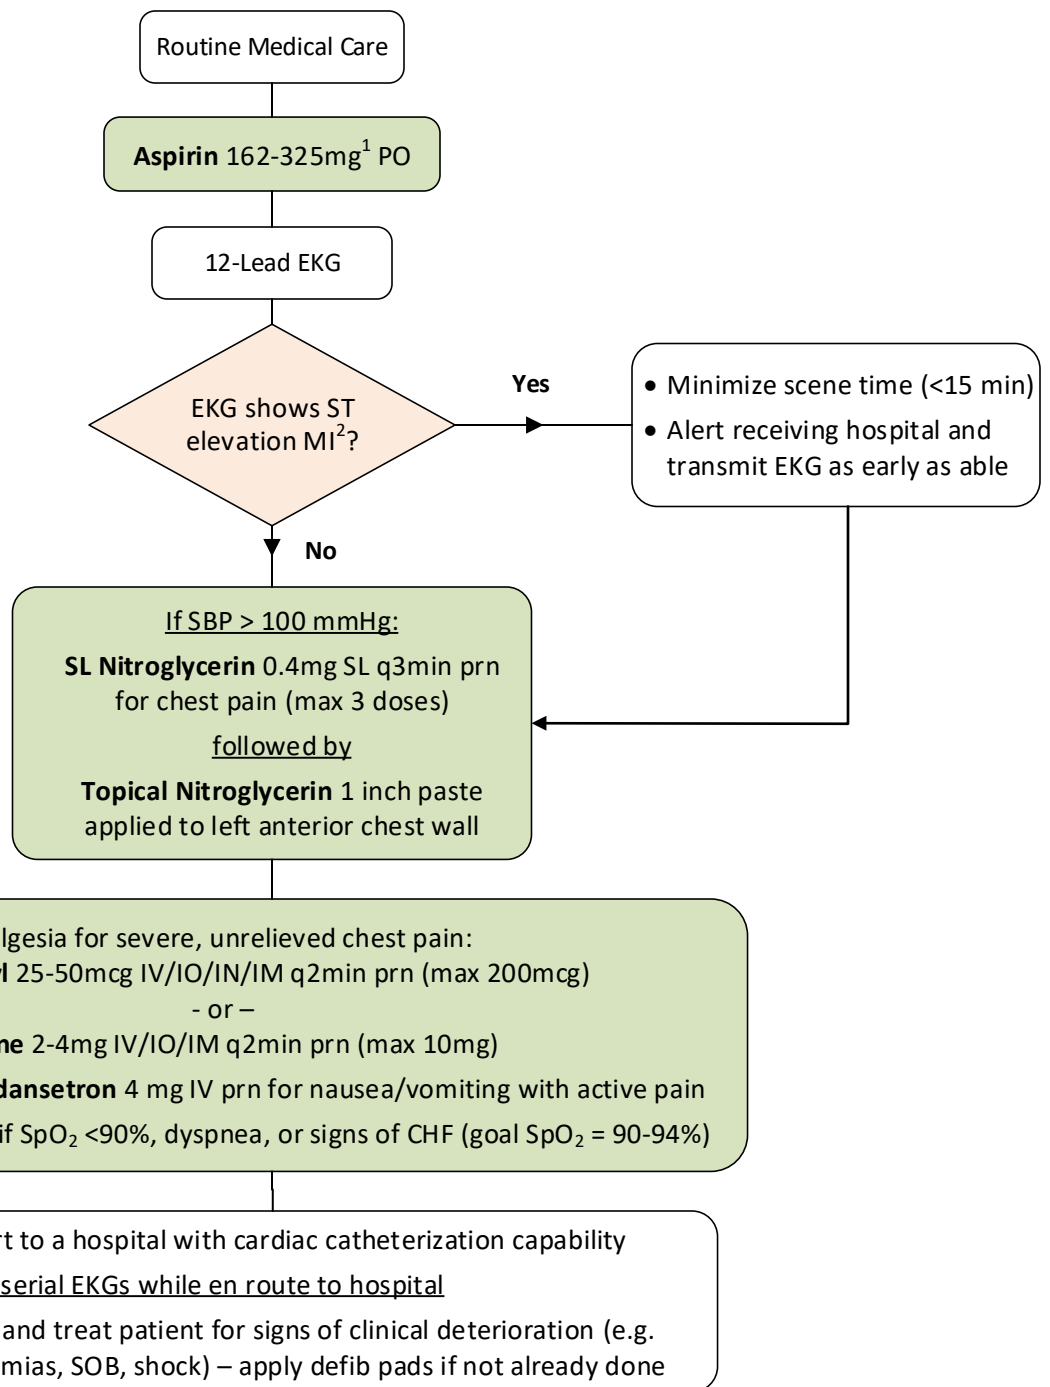 Routine Medical Care
Aspirin 162-325mg¹ PO
12-Lead EKG
EKG shows ST
elevation MI²?
Yes
• Minimize scene time (<15 min)
• Alert receiving hospital and
transmit EKG as early as able
No
If SBP > 100 mmHg:
SL Nitroglycerin 0.4mg SL q3min prn
for chest pain (max 3 doses)
followed by
Topical Nitroglycerin 1 inch paste
applied to left anterior chest wall
lgesia for severe, unrelieved chest pain:
l 25-50mcg IV/IO/IN/IM q2min prn (max 200mcg)
- or –
ne 2-4mg IV/IO/IM q2min prn (max 10mg)
dansetron 4 mg IV prn for nausea/vomiting with active pain
if SpO₂ <90%, dyspnea, or signs of CHF (goal SpO₂ = 90-94%)
rt to a hospital with cardiac catheterization capability
serial EKGs while en route to hospital
and treat patient for signs of clinical deterioration (e.g.
mias, SOB, shock) – apply defib pads if not already done